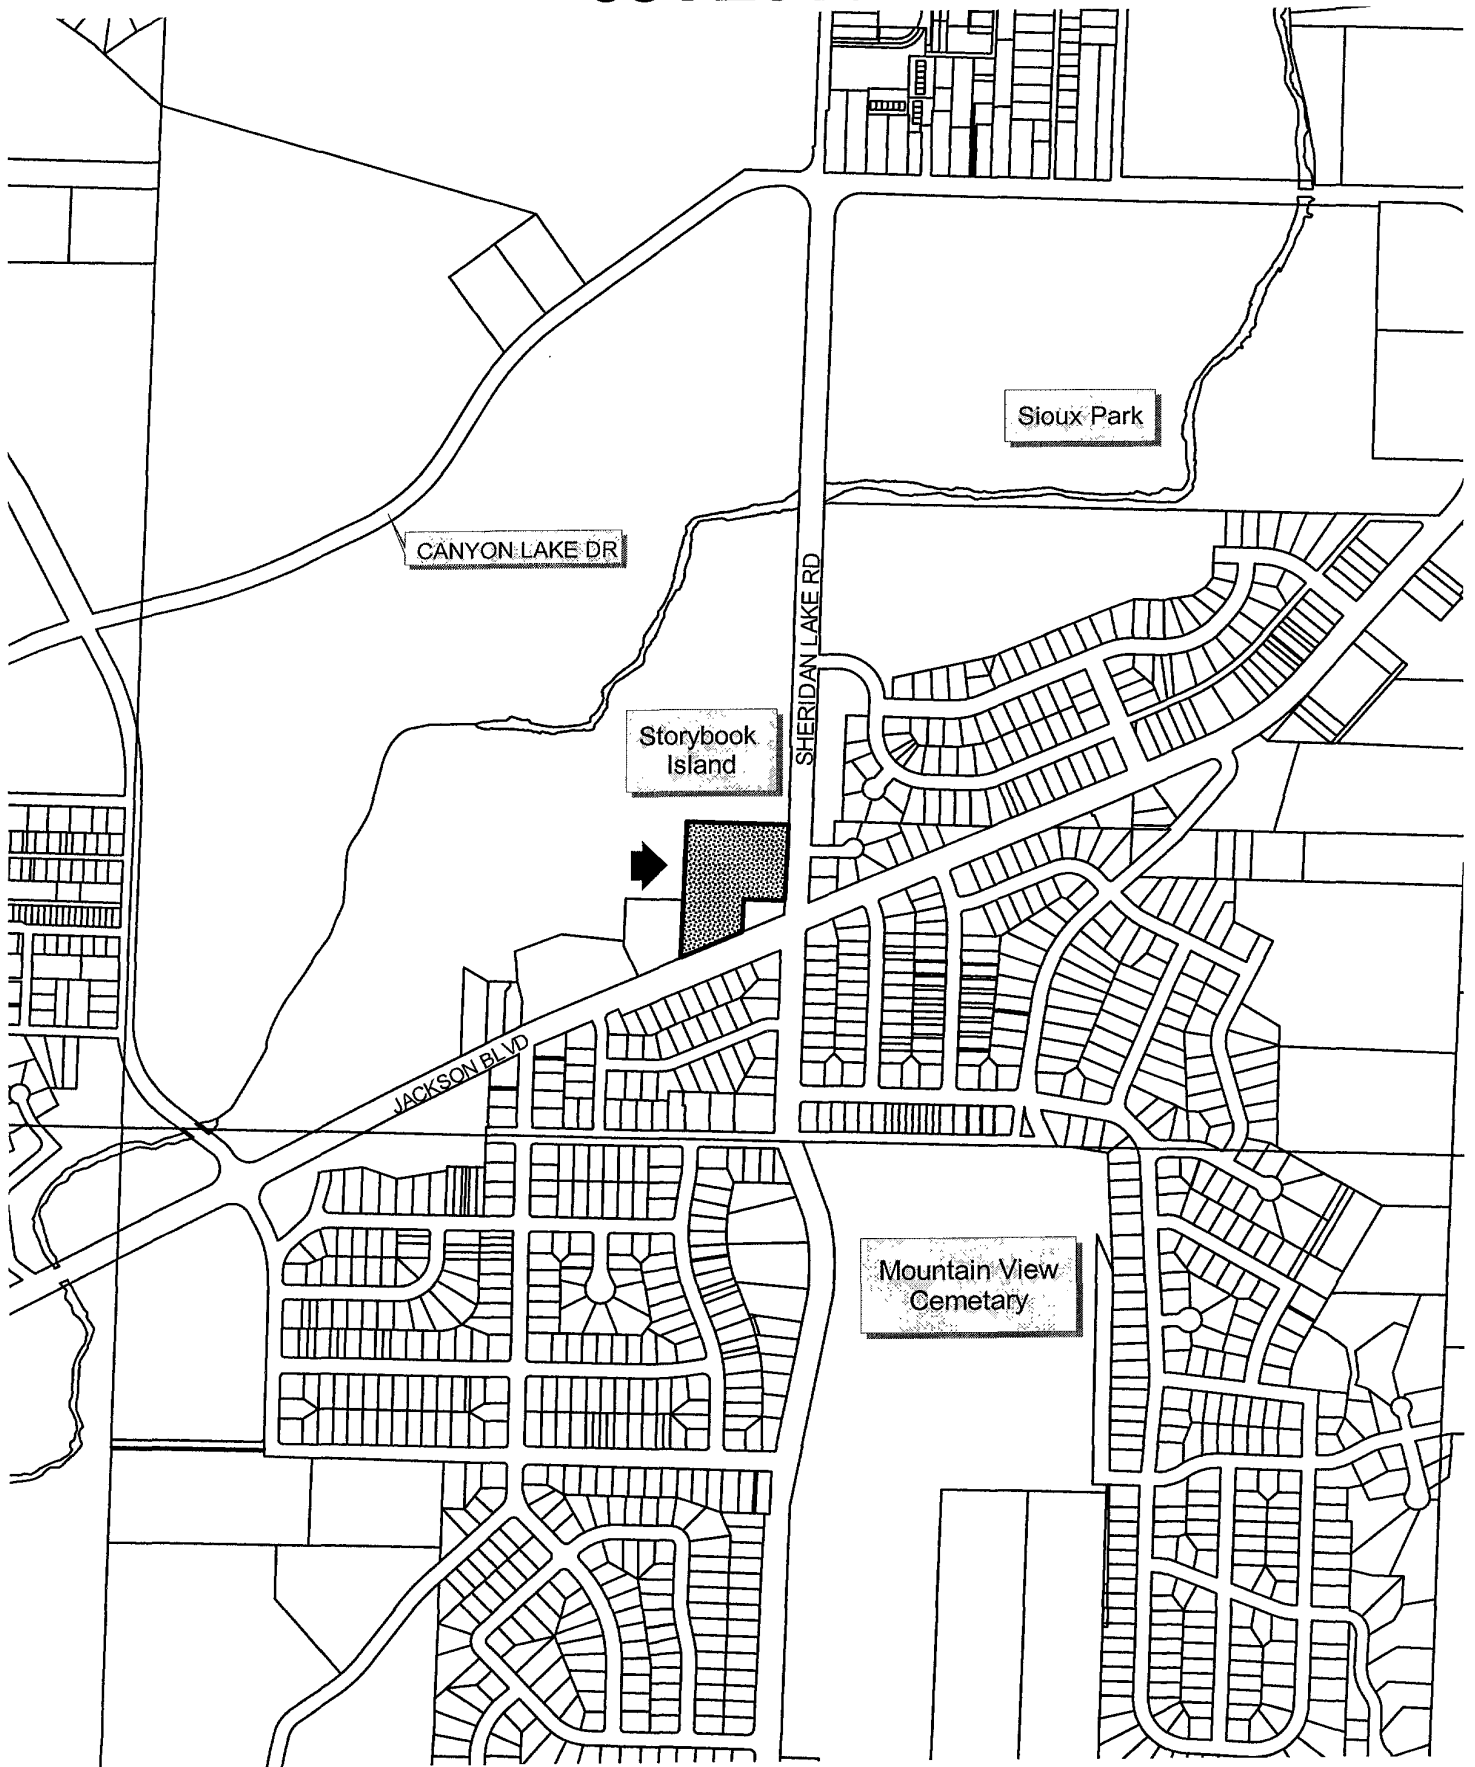 Sioux Park
CANYON LAKE DR
SHERIDAN LAKE RD
Storybook
Island
JACKSON BLVD
Mountain View
Cemetary